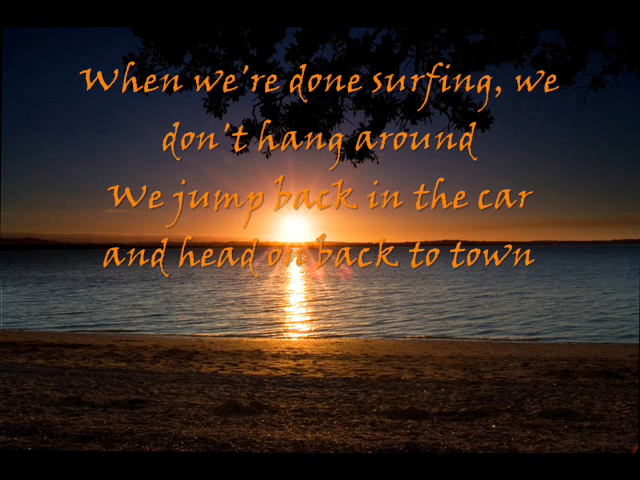 When we're done surfing, we
don't hang around
We jump back in the car
and head on back to town